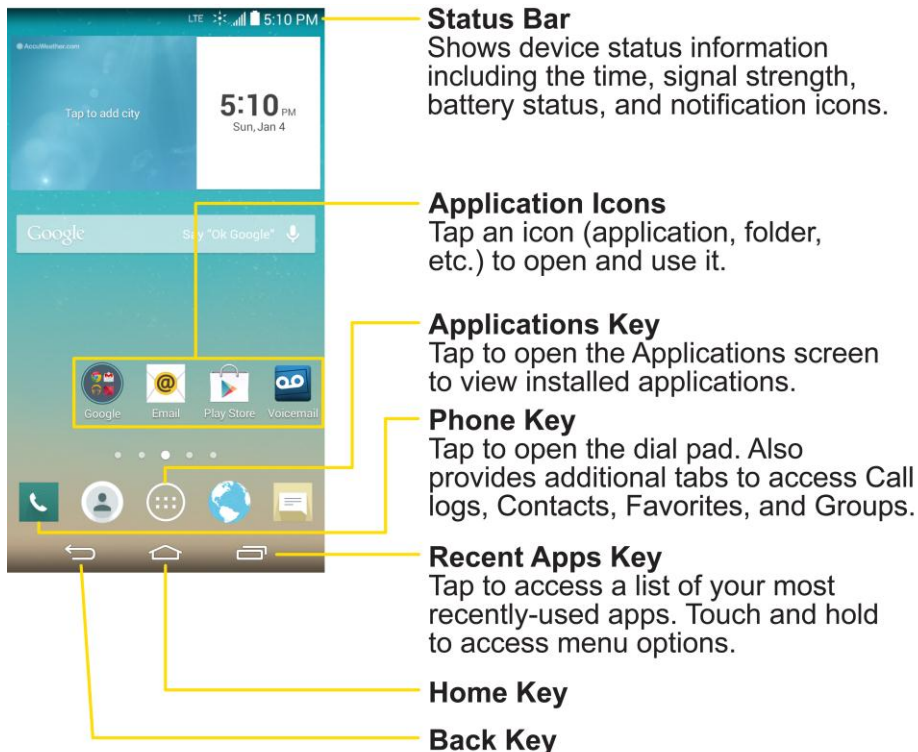 LTE 5:10 PM
AccuWeather.com
Tap to add city
5:10 PM
Sun, Jan 4
Google
Say "Ok Google"
Google
Email
Play Store
Voicemail
Status Bar
Shows device status information
including the time, signal strength,
battery status, and notification icons.
Application Icons
Tap an icon (application, folder,
etc.) to open and use it.
Applications Key
Tap to open the Applications screen
to view installed applications.
Phone Key
Tap to open the dial pad. Also
provides additional tabs to access Call
logs, Contacts, Favorites, and Groups.
Recent Apps Key
Tap to access a list of your most
recently-used apps. Touch and hold
to access menu options.
Home Key
Back Key